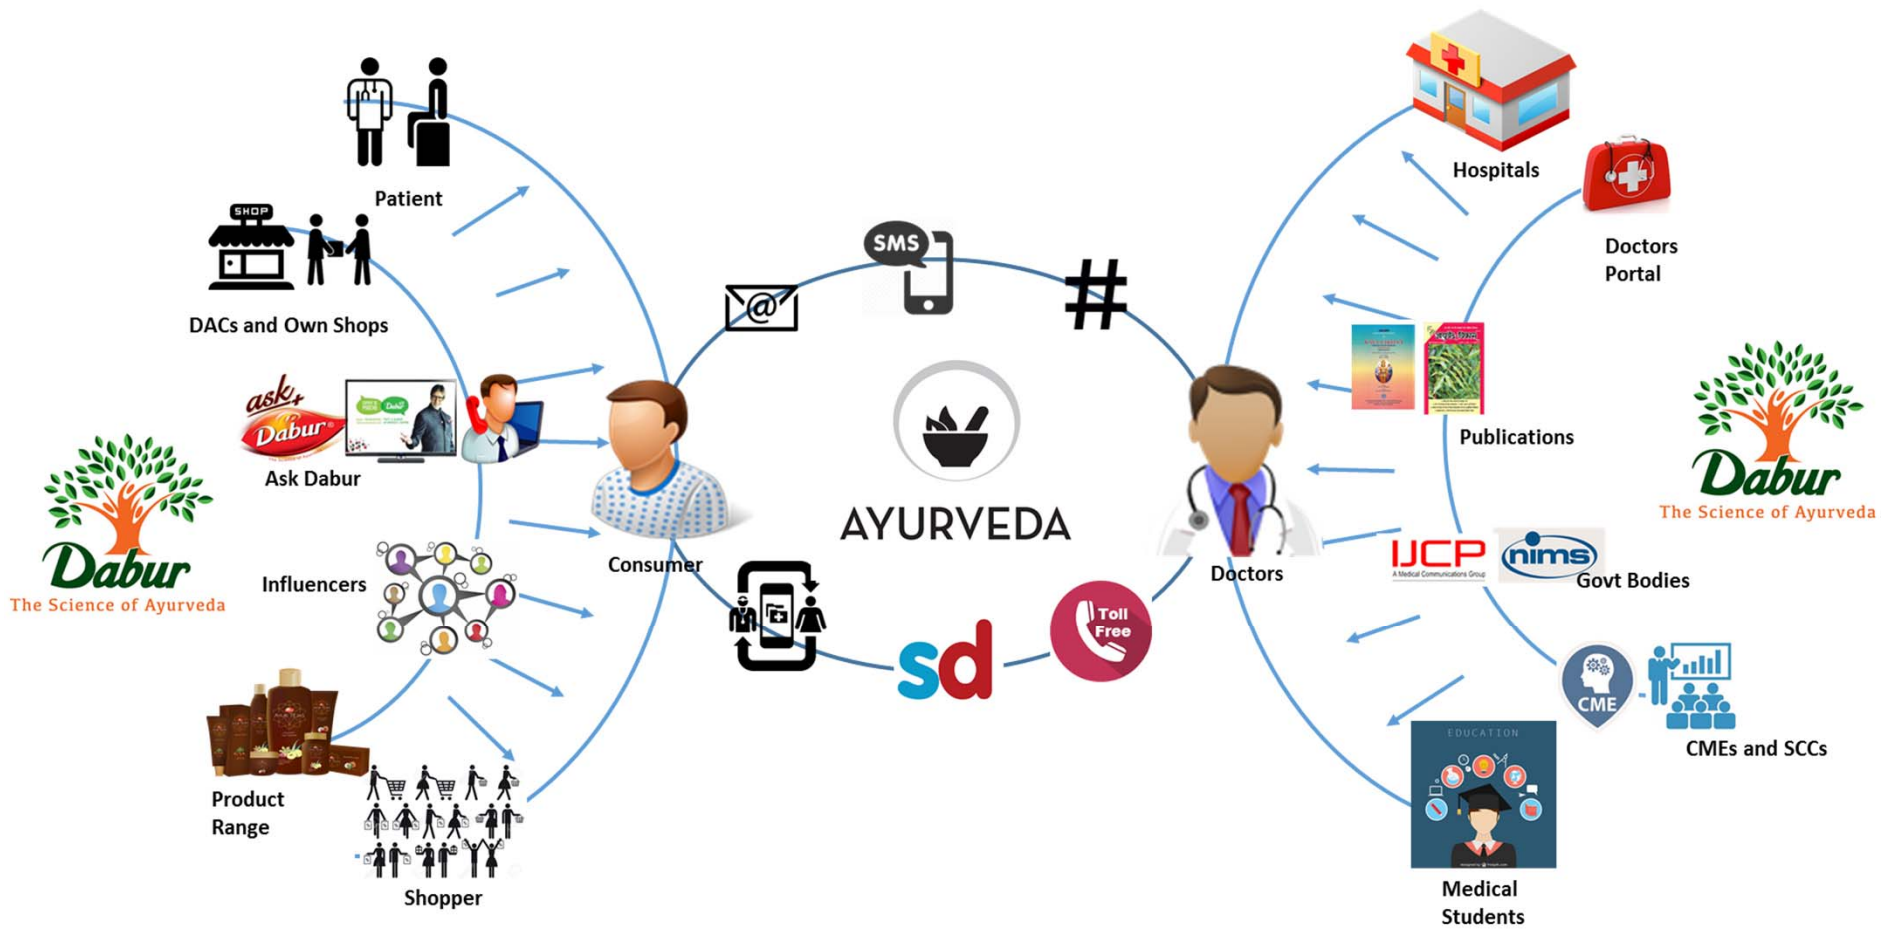 Patient
SHOP
DACs and Own Shops
ask
Dabur
Dabur
Ask Dabur
Dabur
The Science of Ayurveda
Influencers
Product
Range
Shopper
Consumer
@
SMS
#
AYURVEDA
sd
Toll
Free
Doctors
Hospitals
Doctors
Portal
Publications
Dabur
The Science of Ayurveda
IJCP
A Medical Communications Group
nims
Govt Bodies
CME
CMEs and SCCs
EDUCATION
Medical
Students